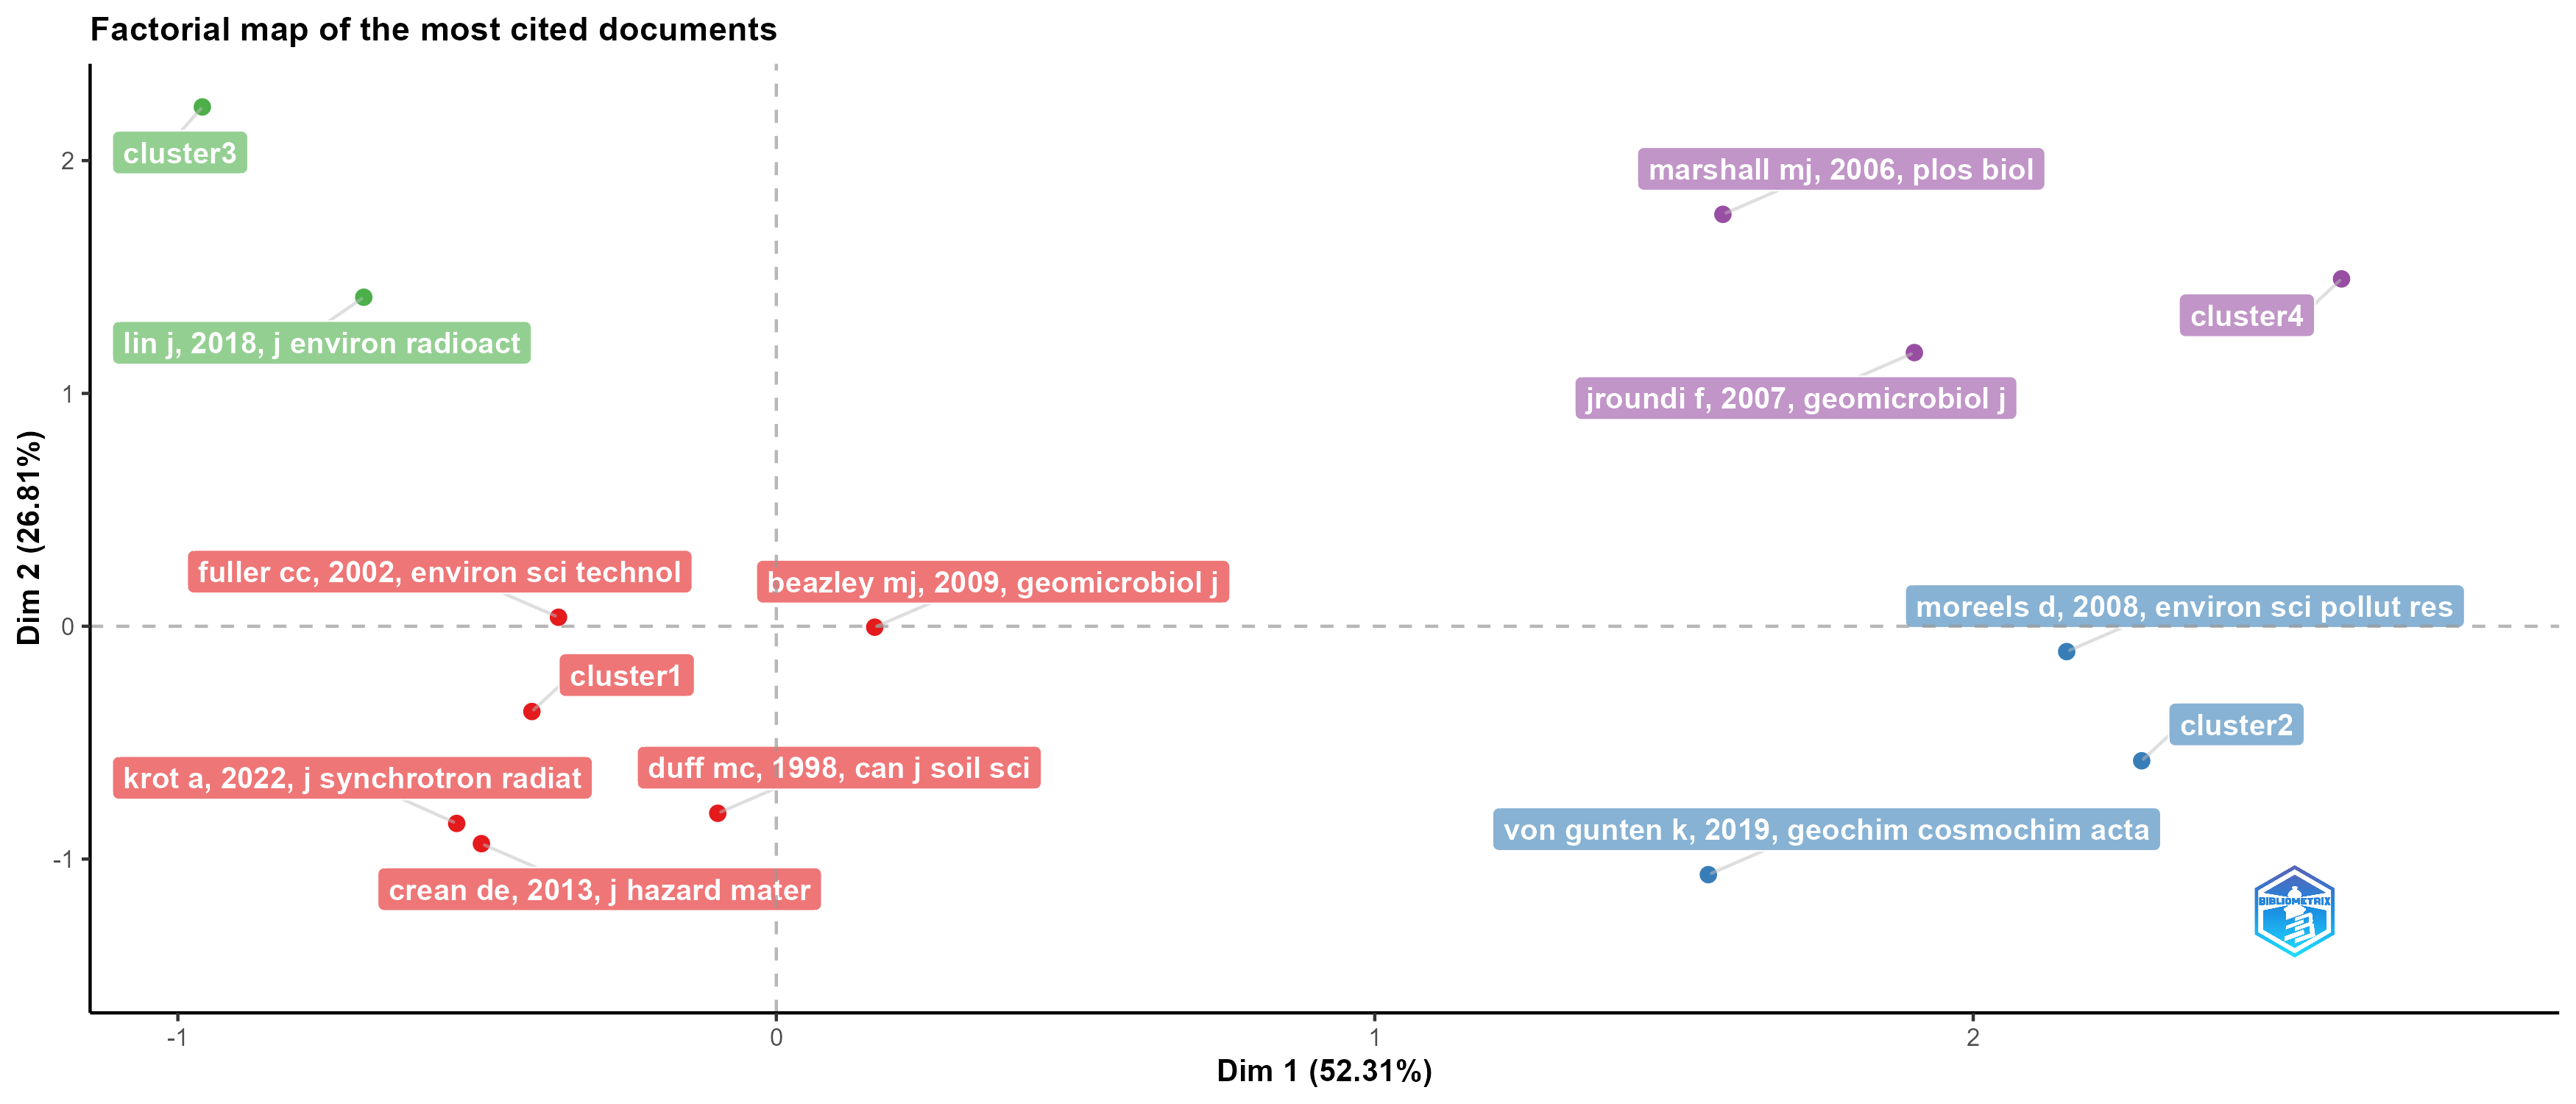 Factorial map of the most cited documents
cluster3
marshall mj, 2006, plos biol
2
cluster4
lin j, 2018, j environ radioact
jroundi f, 2007, geomicrobiol j
1
Dim 2 (26.81%)
fuller cc, 2002, environ sci technol
beazley mj, 2009, geomicrobiol j
moreels d, 2008, environ sci pollut res
0
cluster1
cluster2
krot a, 2022, j synchrotron radiat
duff mc, 1998, can j soil sci
von gunten k, 2019, geochim cosmochim acta
-1
crean de, 2013, j hazard mater
BIBLIOMETRIX
-1
0
1
2
Dim 1 (52.31%)